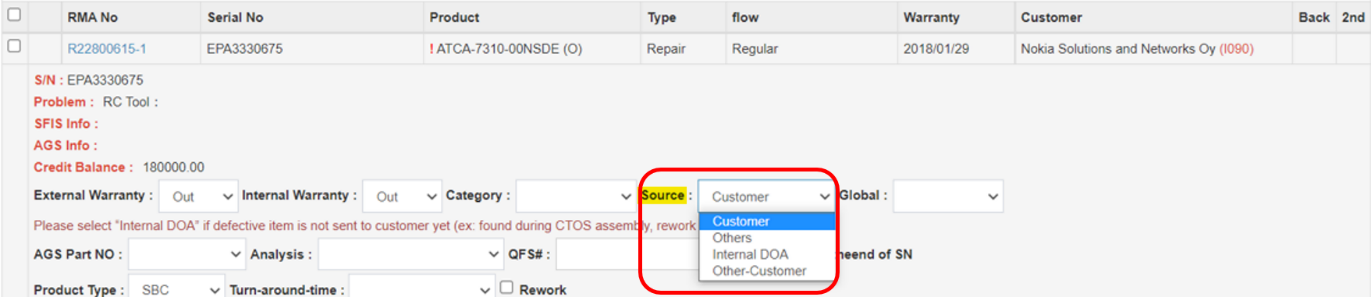 RMA No Serial No Product Type flow Warranty Customer Back 2nd
R22800615-1 EPA3330675 ! ATCA-7310-00NSDE (O) Repair Regular 2018/01/29 Nokia Solutions and Networks Oy (I090)
S/N : EPA3330675
Problem : RC Tool :
SFIS Info :
AGS Info :
Credit Balance : 180000.00
External Warranty : Out Internal Warranty : Out Category : Source : Customer Global :
Please select "Internal DOA" if defective item is not sent to customer yet (ex: found during CTOS assembly, rework
Customer
Others
Internal DOA
Other-Customer
AGS Part NO : Analysis : QFS# : neend of SN
Product Type : SBC Turn-around-time : Rework